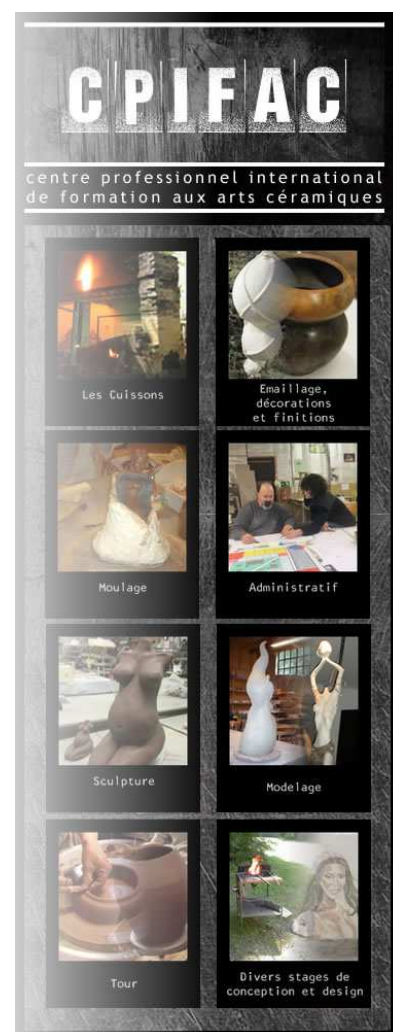 CPIFAC
centre professionnel international
de formation aux arts céramiques
Les Cuissons
Emaillage,
décorations
et finitions
Moulage
Administratif
Sculpture
Modelage
Tour
Divers stages de
conception et design